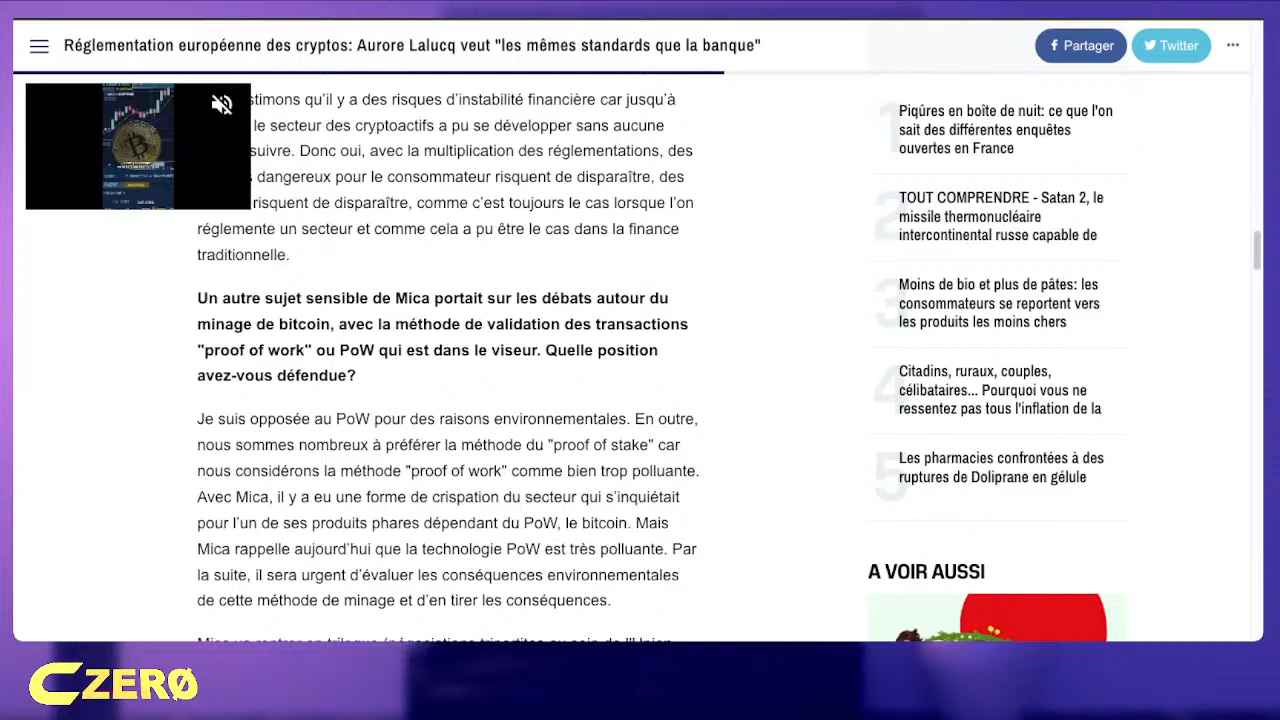 Réglementation européenne des cryptos: Aurore Lalucq veut "les mêmes standards que la banque"
Partager
Twitter
stimons qu'il y a des risques d'instabilité financière car jusqu'à
le secteur des cryptoactifs a pu se développer sans aucune
suivre. Donc oui, avec la multiplication des réglementations, des
dangereux pour le consommateur risquent de disparaître, des
risquent de disparaître, comme c'est toujours le cas lorsque l'on
réglemente un secteur et comme cela a pu être le cas dans la finance
traditionnelle.
Un autre sujet sensible de Mica portait sur les débats autour du
minage de bitcoin, avec la méthode de validation des transactions
"proof of work" ou PoW qui est dans le viseur. Quelle position
avez-vous défendue?
Je suis opposée au PoW pour des raisons environnementales. En outre,
nous sommes nombreux à préférer la méthode du "proof of stake" car
nous considérons la méthode "proof of work" comme bien trop polluante.
Avec Mica, il y a eu une forme de crispation du secteur qui s'inquiétait
pour l'un de ses produits phares dépendant du PoW, le bitcoin. Mais
Mica rappelle aujourd'hui que la technologie PoW est très polluante. Par
la suite, il sera urgent d'évaluer les conséquences environnementales
de cette méthode de minage et d'en tirer les conséquences.
1
Piqûres en boîte de nuit: ce que l'on
sait des différentes enquêtes
ouvertes en France
2
TOUT COMPRENDRE - Satan 2, le
missile thermonucléaire
intercontinental russe capable de
3
Moins de bio et plus de pâtes: les
consommateurs se reportent vers
les produits les moins chers
4
Citadins, ruraux, couples,
célibataires... Pourquoi vous ne
ressentez pas tous l'inflation de la
5
Les pharmacies confrontées à des
ruptures de Doliprane en gélule
A VOIR AUSSI
CZERØ